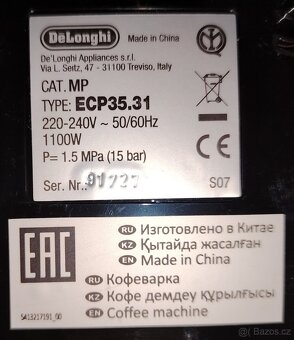 DeLonghi Made in China
De'Longhi Appliances s.r.l.
Via L. Seitz, 47 - 31100 Treviso, Italy
CAT. MP
TYPE: ECP35.31
220-240V ~ 50/60Hz
1100W
P= 1.5 MPa (15 bar)
Ser. Nr.: 91727 S07
EAC
RU Изготовлено в Китае
KZ Қытайда жасалған
EN Made in China
RU Кофеварка
KZ Кофе демдеу құрылғысы
EN Coffee machine
5413217191_00